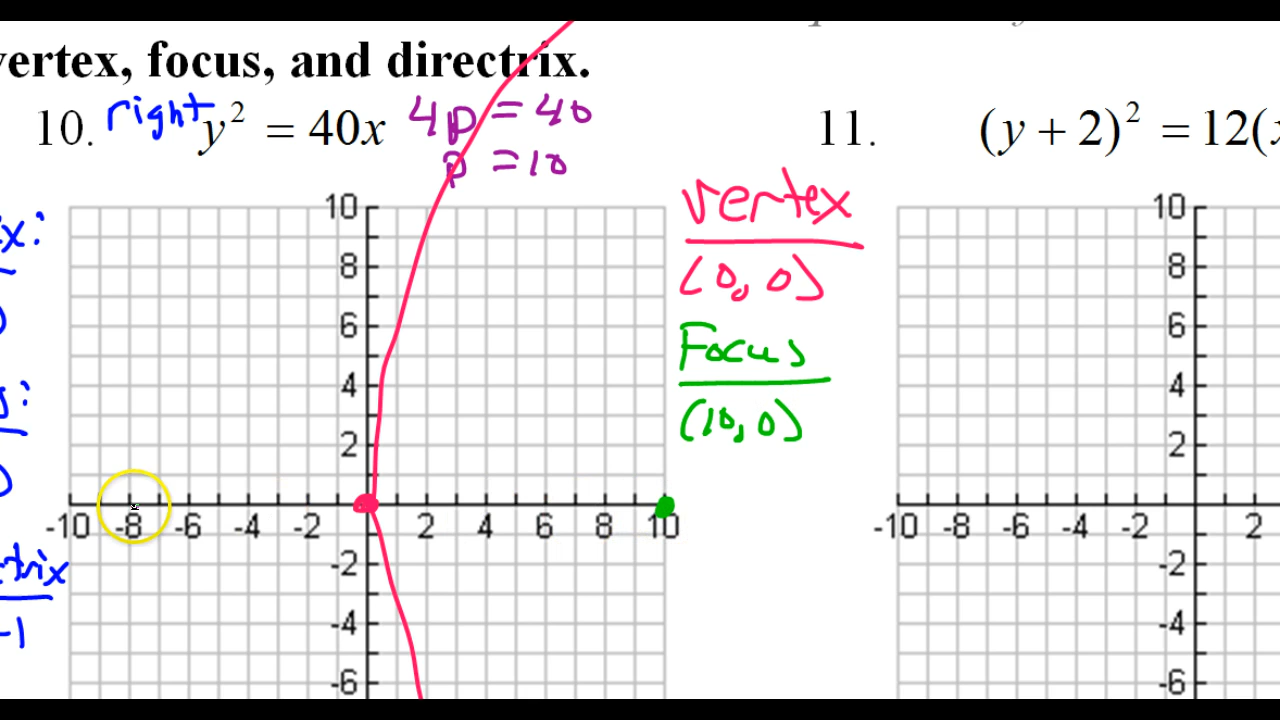 vertex, focus, and directrix.
10. right y² = 40x 4p = 40
p = 10
11. (y + 2)² = 12(x
x:
vertex
(0, 0)
Focus
(10, 0)
g:
ctrix
-1
10
8
6
4
2
-10 -8 -6 -4 -2 2 4 6 8 10
-2
-4
-6
10
8
6
4
2
-10 -8 -6 -4 -2 2
-2
-4
-6